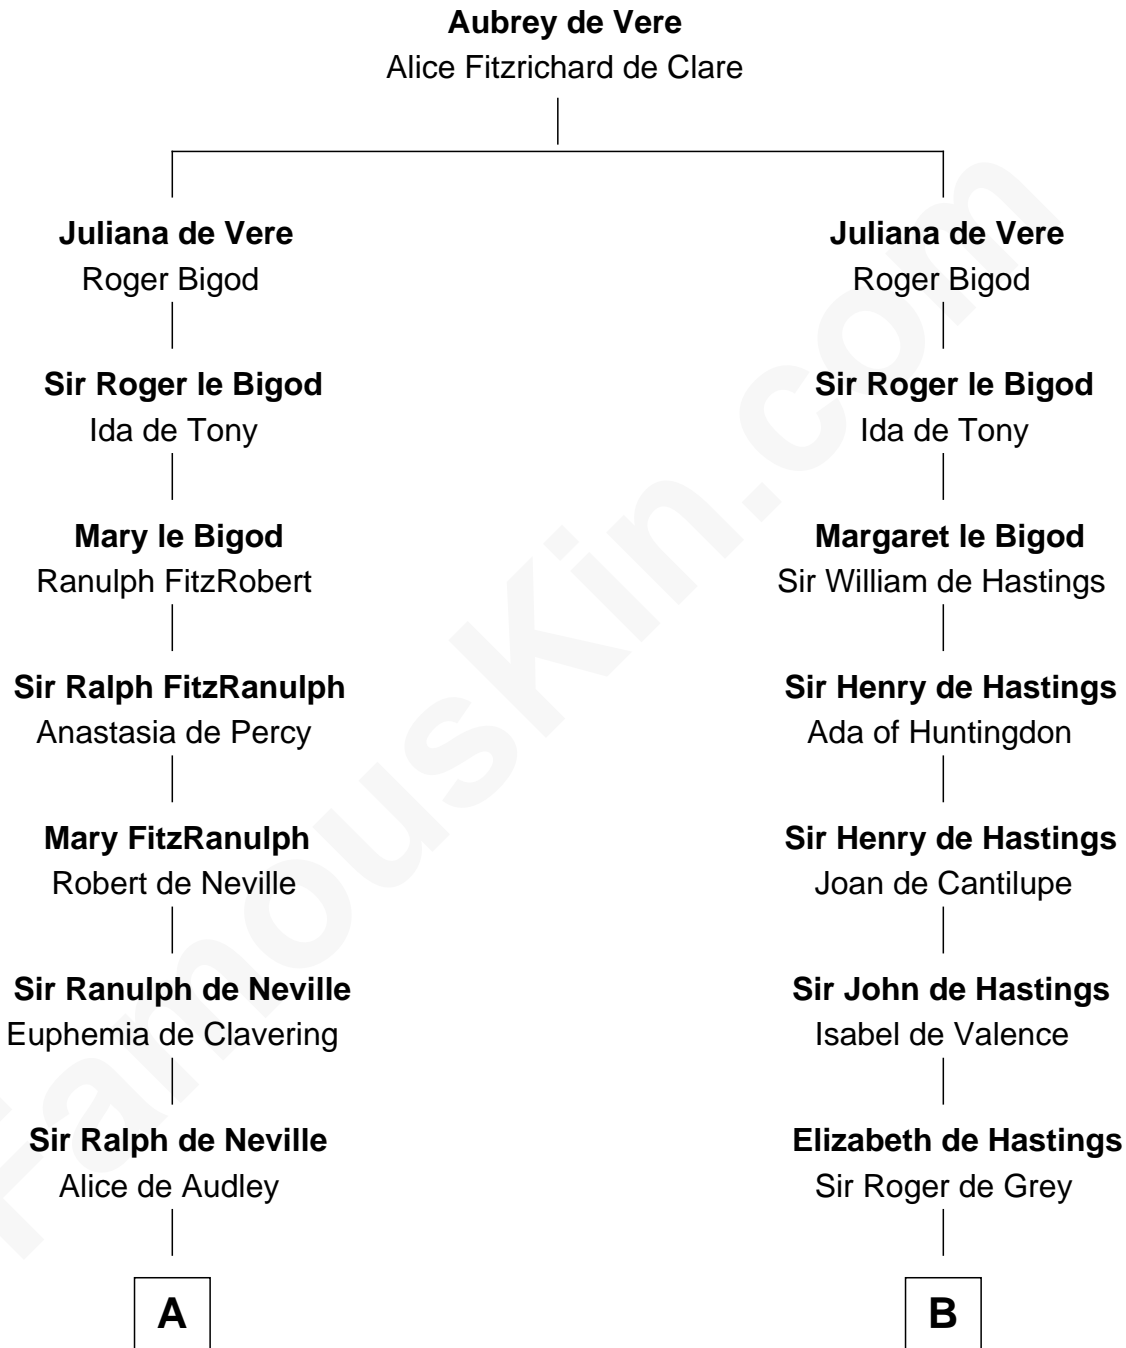 Aubrey de Vere
Alice Fitzrichard de Clare
Juliana de Vere
Roger Bigod
Juliana de Vere
Roger Bigod
Sir Roger le Bigod
Ida de Tony
Sir Roger le Bigod
Ida de Tony
Mary le Bigod
Ranulph FitzRobert
Margaret le Bigod
Sir William de Hastings
Sir Ralph FitzRanulph
Anastasia de Percy
Sir Henry de Hastings
Ada of Huntingdon
Mary FitzRanulph
Robert de Neville
Sir Henry de Hastings
Joan de Cantilupe
Sir Ranulph de Neville
Euphemia de Clavering
Sir John de Hastings
Isabel de Valence
Sir Ralph de Neville
Alice de Audley
Elizabeth de Hastings
Sir Roger de Grey
A
B
FamousKin.com